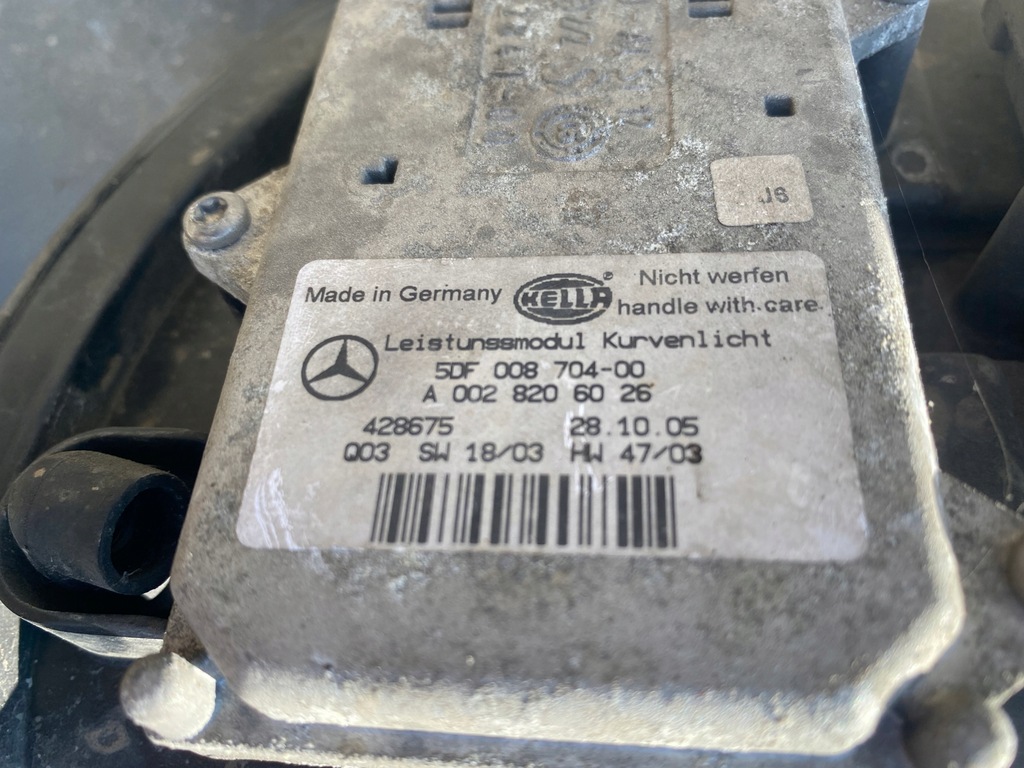 Made in Germany
HELLA ®
Nicht werfen
handle with care
Leistunssmodul Kurvenlicht
5DF 008 704-00
A 002 820 60 26
428675 28.10.05
Q03 SW 18/03 HW 47/03